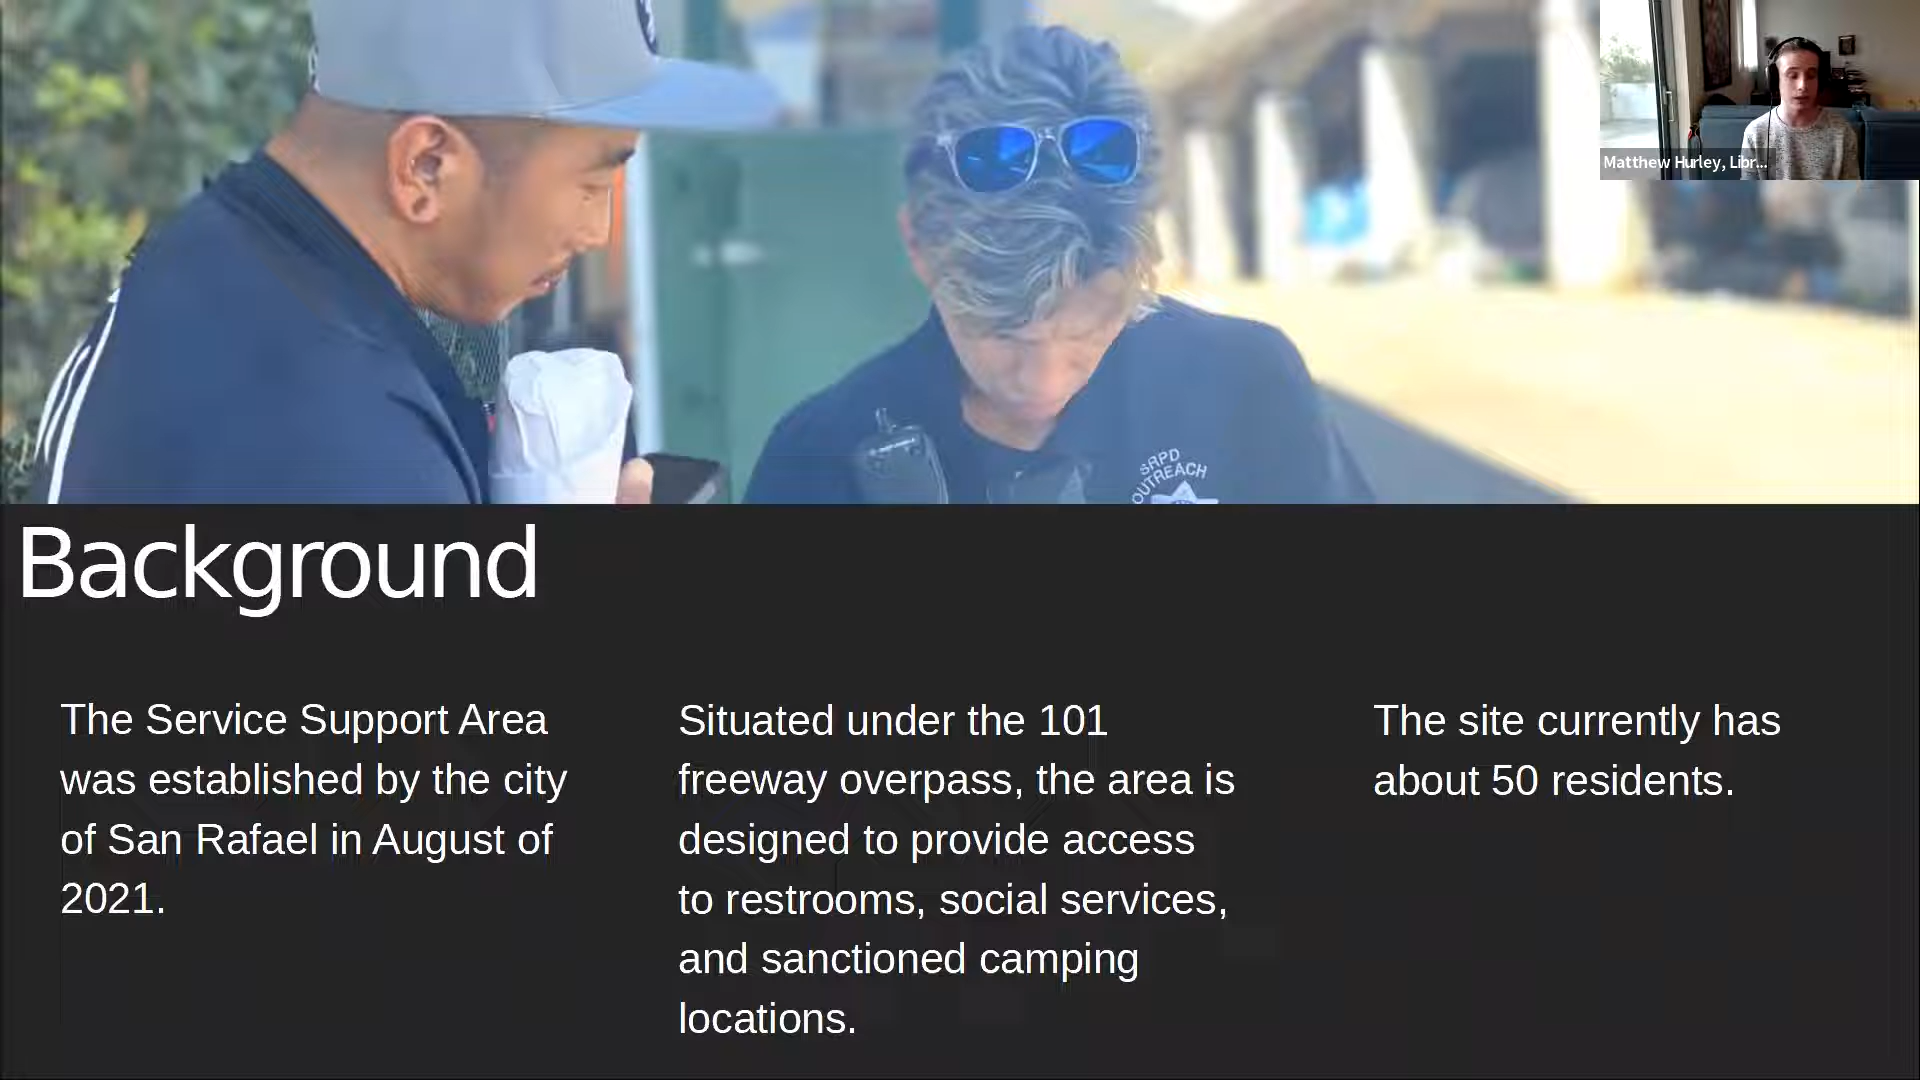 Matthew Hurley, Libr...
SRPD
OUTREACH
Background
The Service Support Area
was established by the city
of San Rafael in August of
2021.
Situated under the 101
freeway overpass, the area is
designed to provide access
to restrooms, social services,
and sanctioned camping
locations.
The site currently has
about 50 residents.